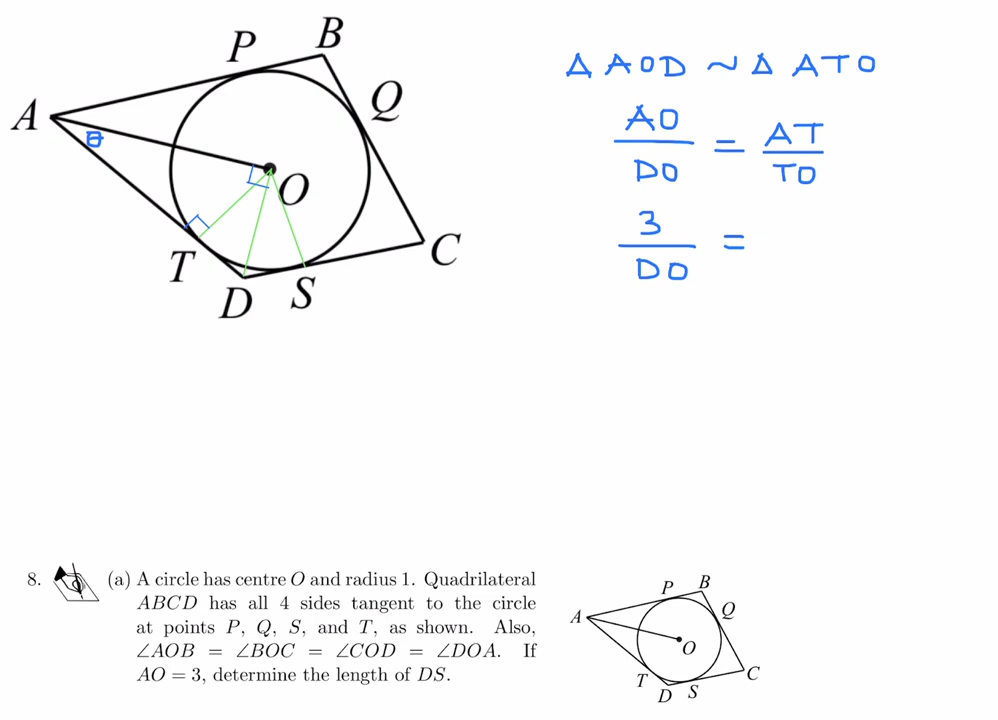 P B
A Q
θ
O
T C
D S
Δ AOD ~ Δ ATO
AO/DO = AT/TO
3/DO =
8. (a) A circle has centre O and radius 1. Quadrilateral
ABCD has all 4 sides tangent to the circle
at points P, Q, S, and T, as shown. Also,
∠AOB = ∠BOC = ∠COD = ∠DOA. If
AO = 3, determine the length of DS.
P B
A Q
O
T C
D S